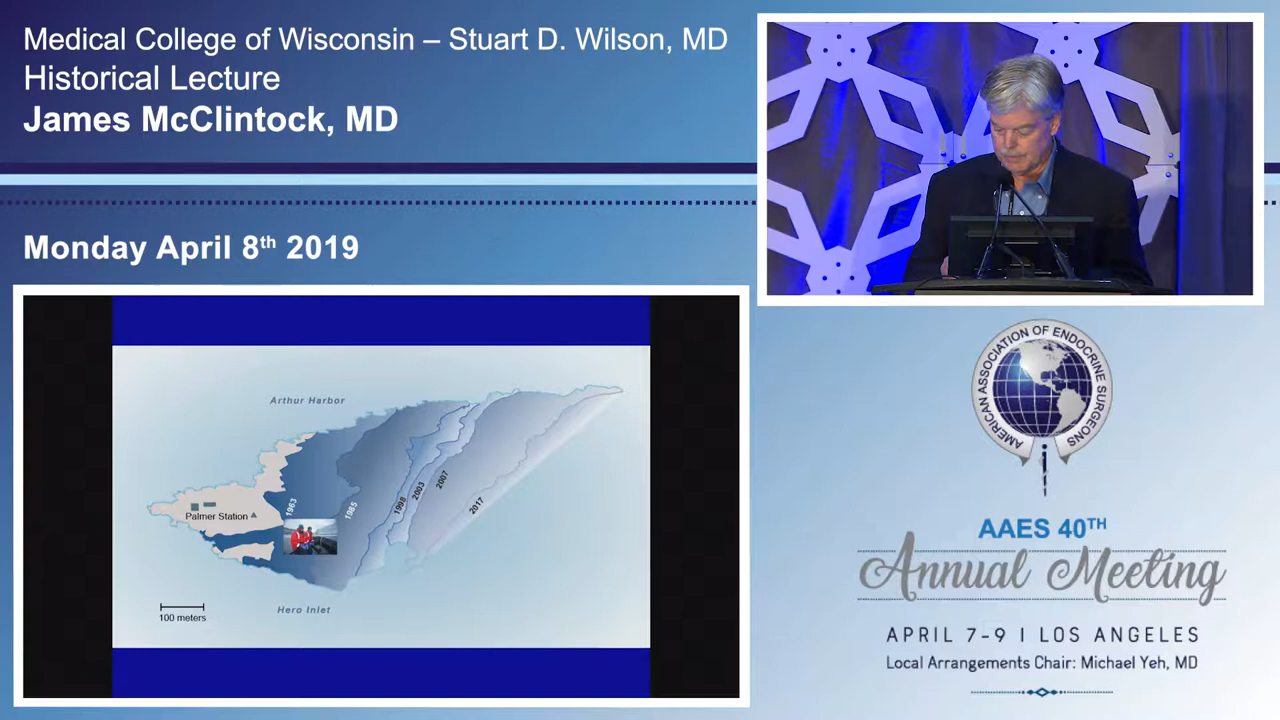 Medical College of Wisconsin – Stuart D. Wilson, MD
Historical Lecture
James McClintock, MD
Monday April 8th 2019
Arthur Harbor
Palmer Station
1963
1985
1998
2003
2007
2017
Hero Inlet
100 meters
AMERICAN ASSOCIATION OF ENDOCRINE SURGEONS
AAES 40TH
Annual Meeting
APRIL 7-9 | LOS ANGELES
Local Arrangements Chair: Michael Yeh, MD